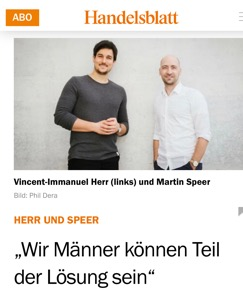 ABO
Handelsblatt
Vincent-Immanuel Herr (links) und Martin Speer
Bild: Phil Dera
HERR UND SPEER
„Wir Männer können Teil
der Lösung sein“